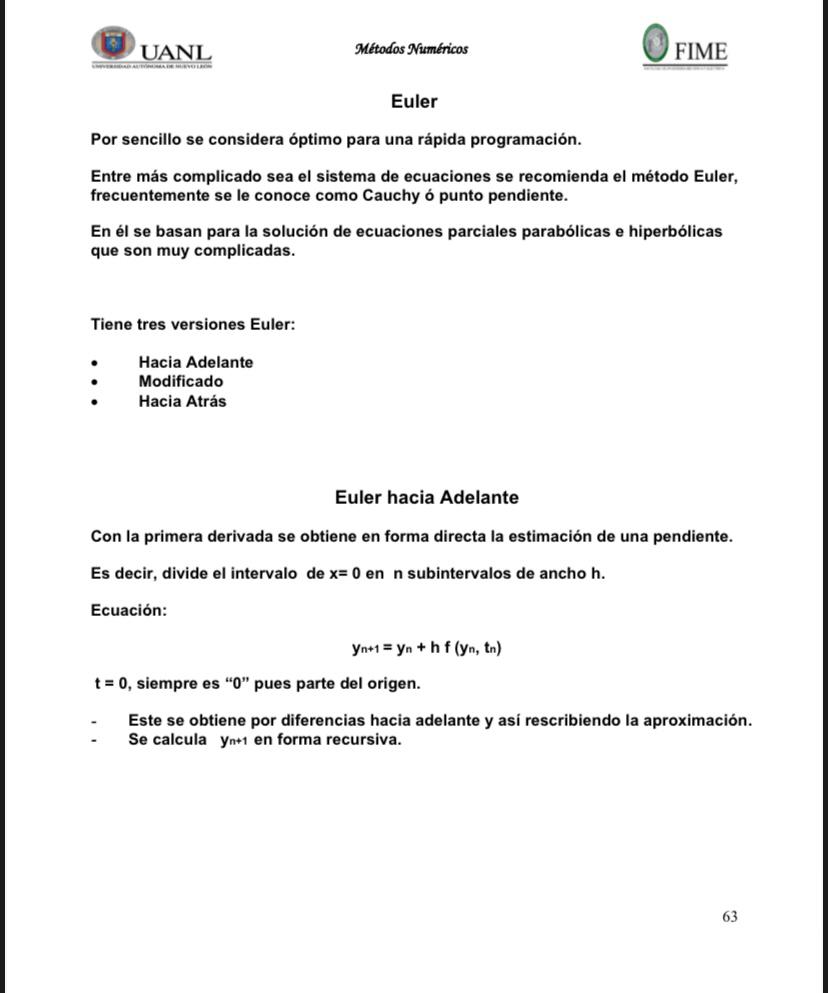 UANL
UNIVERSIDAD AUTÓNOMA DE NUEVO LEÓN
Métodos Numéricos
FIME
Euler
Por sencillo se considera óptimo para una rápida programación.
Entre más complicado sea el sistema de ecuaciones se recomienda el método Euler,
frecuentemente se le conoce como Cauchy ó punto pendiente.
En él se basan para la solución de ecuaciones parciales parabólicas e hiperbólicas
que son muy complicadas.
Tiene tres versiones Euler:
• Hacia Adelante
• Modificado
• Hacia Atrás
Euler hacia Adelante
Con la primera derivada se obtiene en forma directa la estimación de una pendiente.
Es decir, divide el intervalo de x= 0 en n subintervalos de ancho h.
Ecuación:
yn+1 = yn + h f (yn, tn)
t = 0, siempre es “0” pues parte del origen.
- Este se obtiene por diferencias hacia adelante y así rescribiendo la aproximación.
- Se calcula yn+1 en forma recursiva.
63